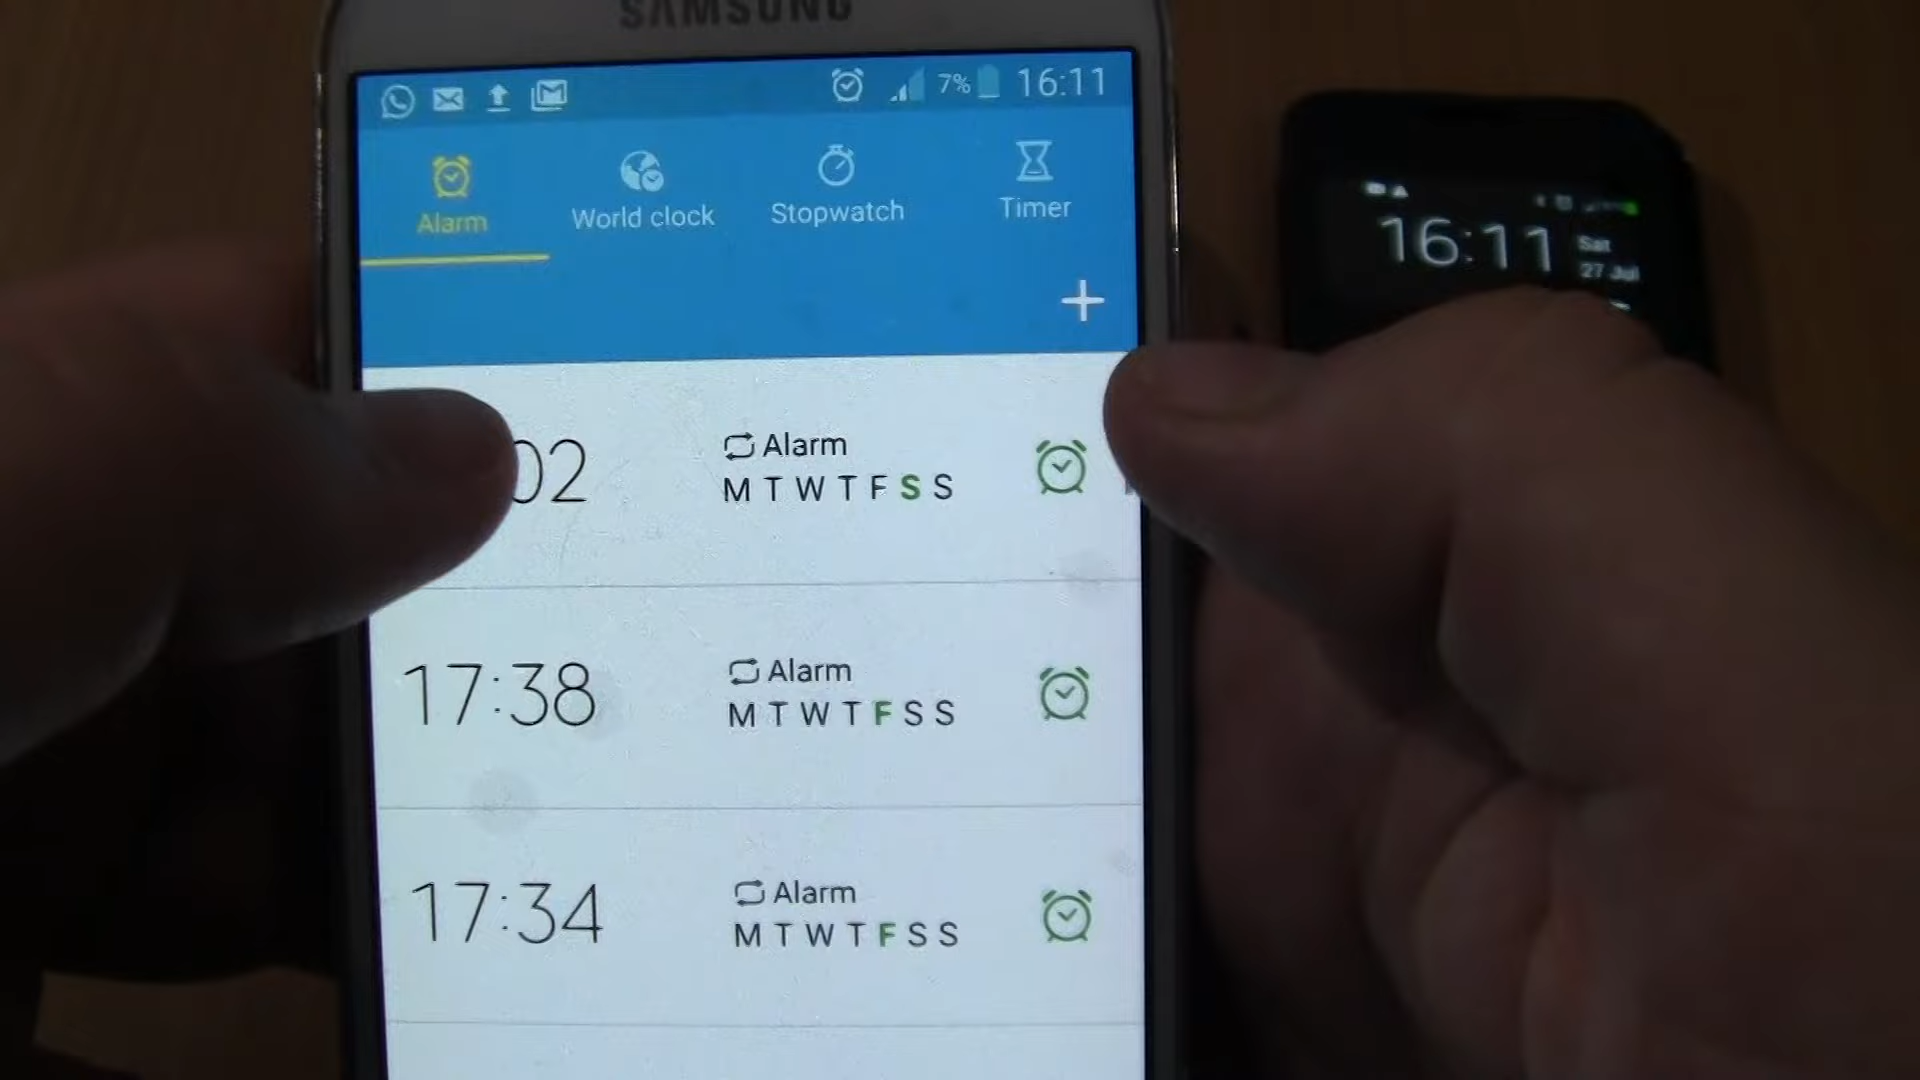 SAMSUNG
7% 16:11
Alarm World clock Stopwatch Timer
+
02 Alarm
M T W T F S S
17:38 Alarm
M T W T F S S
17:34 Alarm
M T W T F S S
16:11 Sat
27 Jul